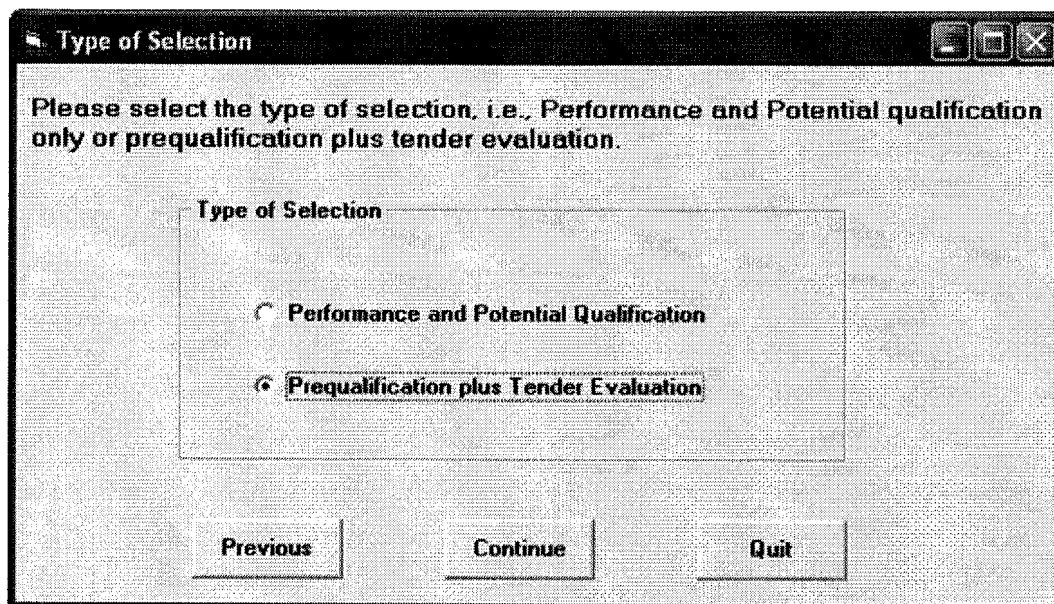 Type of Selection
Please select the type of selection, i.e., Performance and Potential qualification
only or prequalification plus tender evaluation.
Type of Selection
Performance and Potential Qualification
Prequalification plus Tender Evaluation
Previous Continue Quit